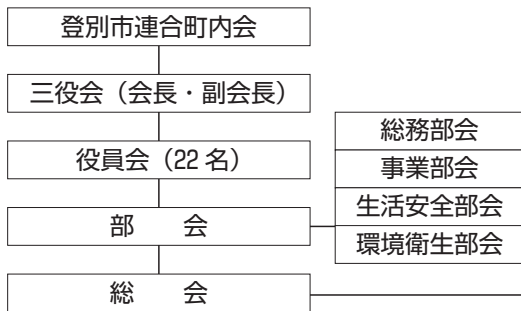 登別市連合町内会
三役会（会長・副会長）
役員会（22名）
部　　会
総務部会
事業部会
生活安全部会
環境衛生部会
総　　会